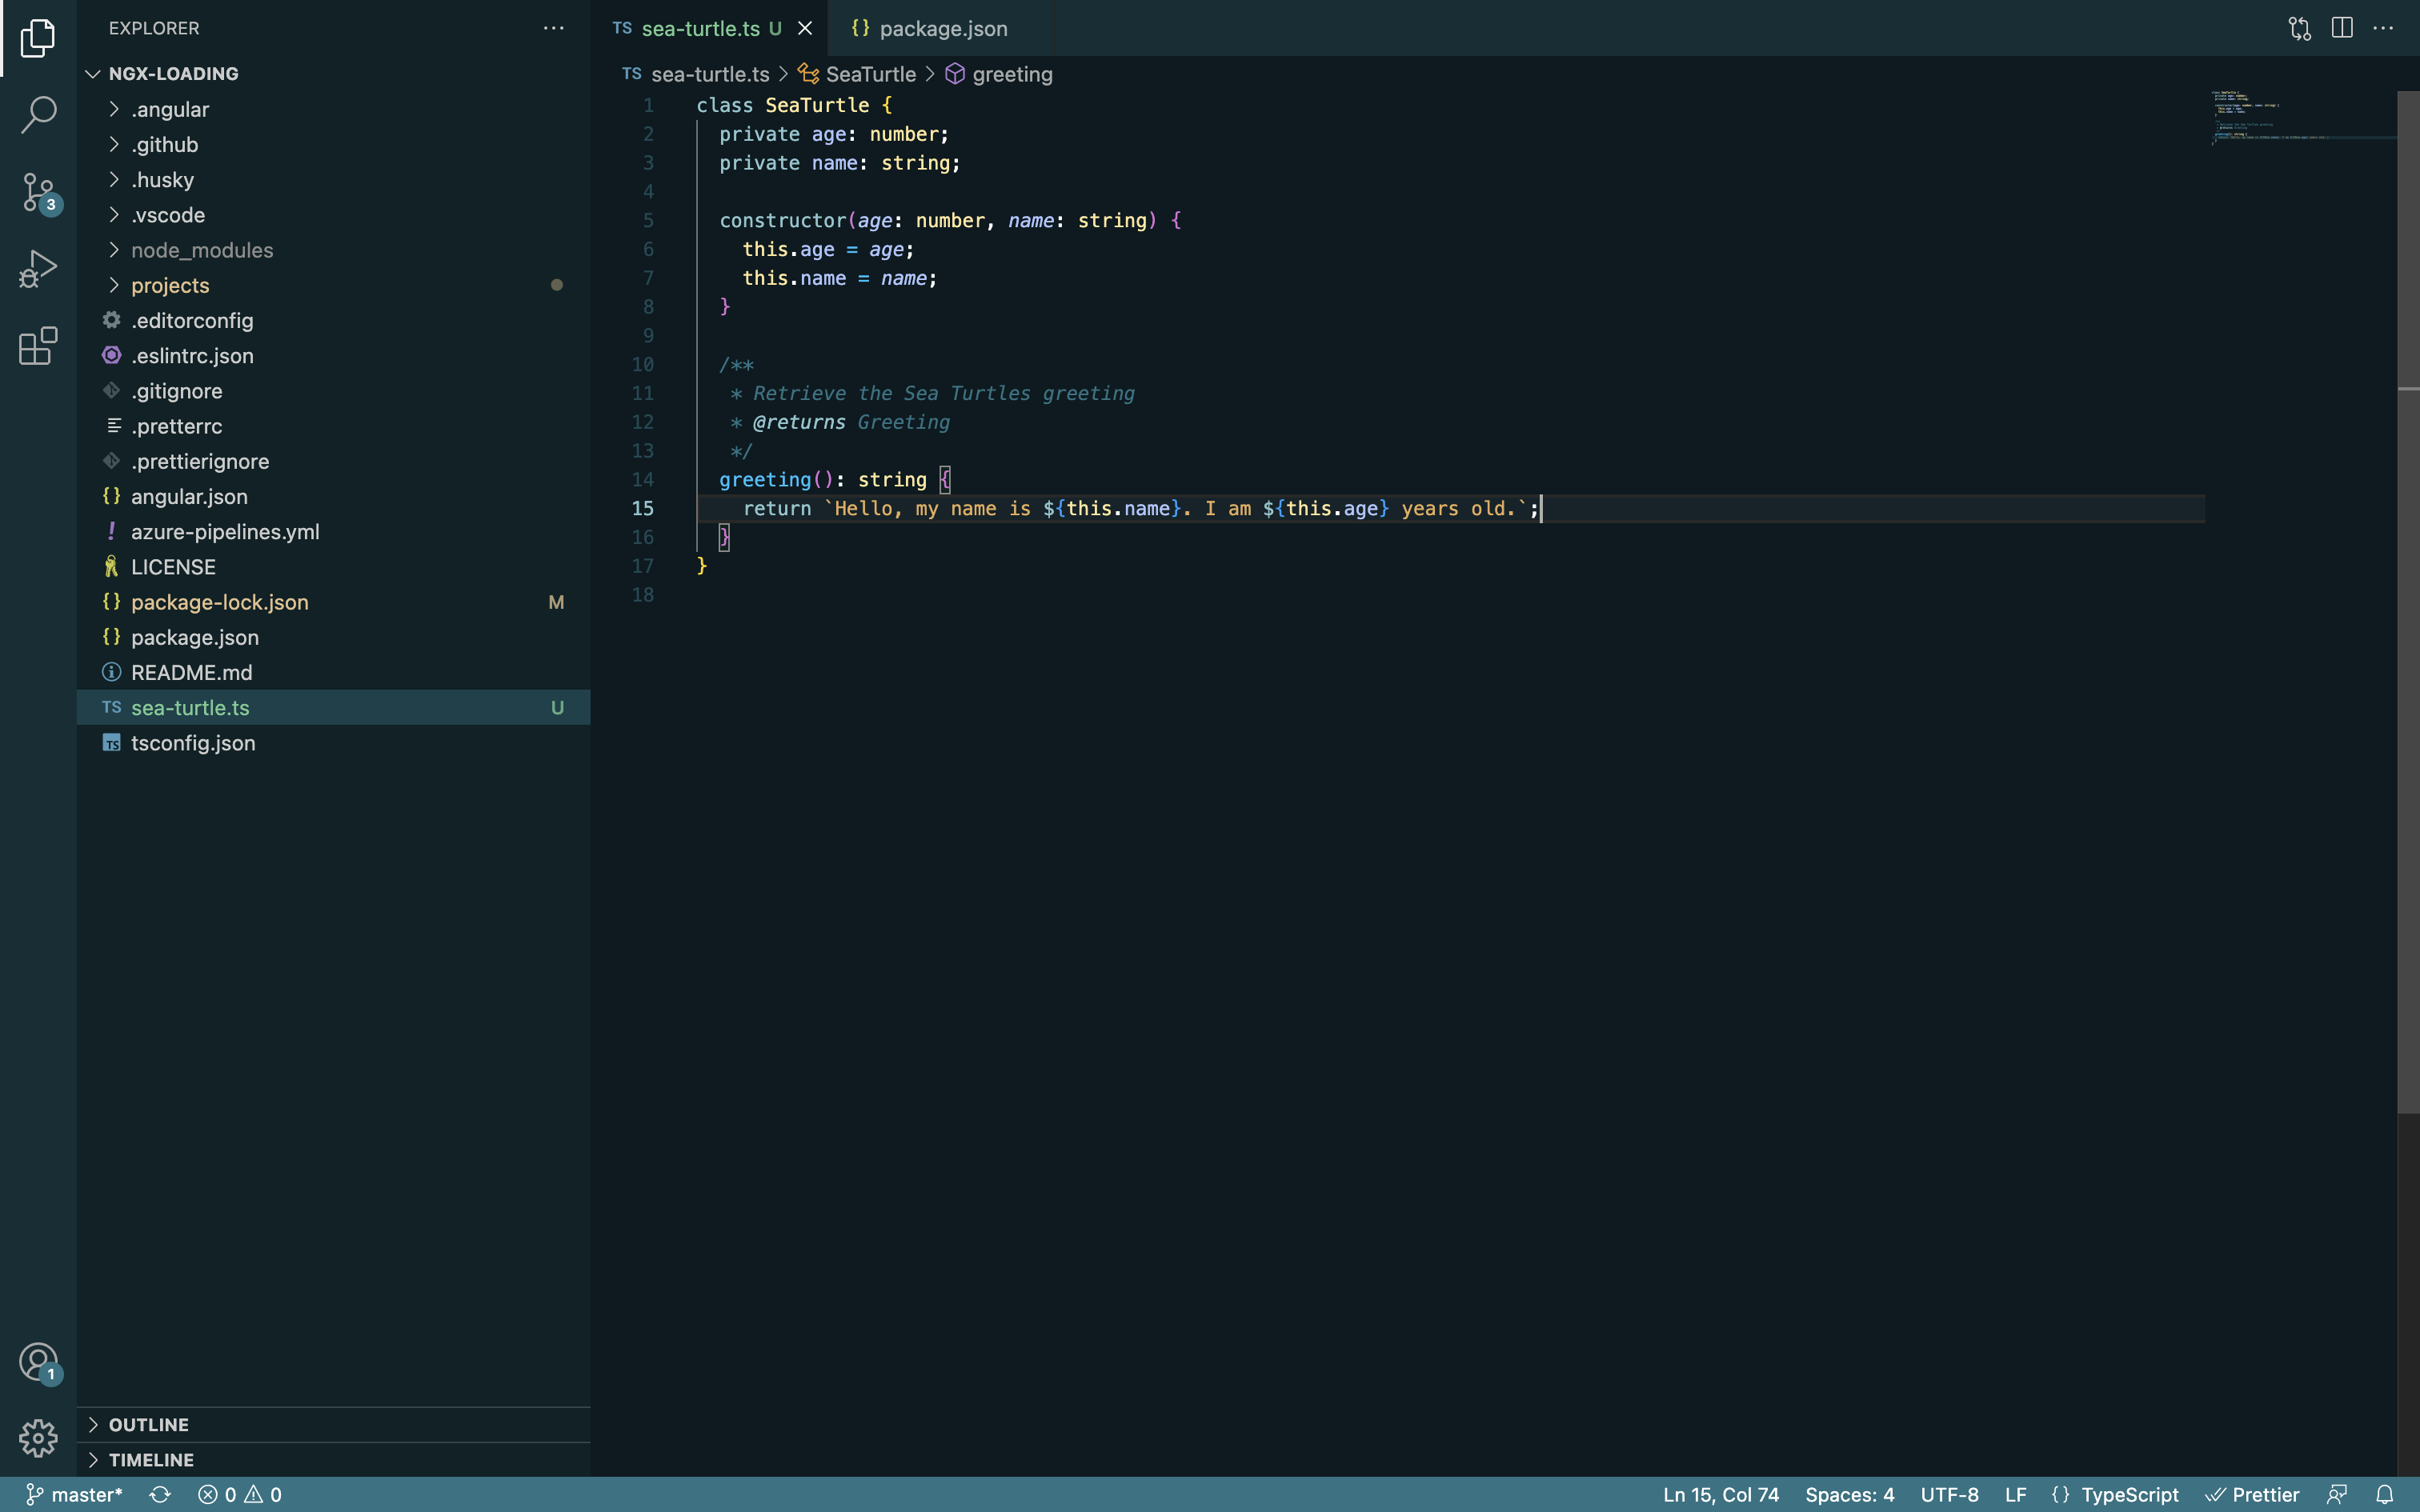 EXPLORER
NGX-LOADING
.angular
.github
.husky
.vscode
node_modules
projects
.editorconfig
.eslintrc.json
.gitignore
.pretterrc
.prettierignore
{} angular.json
! azure-pipelines.yml
LICENSE
{} package-lock.json M
{} package.json
README.md
TS sea-turtle.ts U
TS tsconfig.json
OUTLINE
TIMELINE
3
1
TS sea-turtle.ts U
{} package.json
TS sea-turtle.ts > SeaTurtle > greeting
1 class SeaTurtle {
2 private age: number;
3 private name: string;
4
5 constructor(age: number, name: string) {
6 this.age = age;
7 this.name = name;
8 }
9
10 /**
11 * Retrieve the Sea Turtles greeting
12 * @returns Greeting
13 */
14 greeting(): string {
15 return `Hello, my name is ${this.name}. I am ${this.age} years old.`;
16 }
17 }
18
master* 0 0 Ln 15, Col 74 Spaces: 4 UTF-8 LF {} TypeScript Prettier